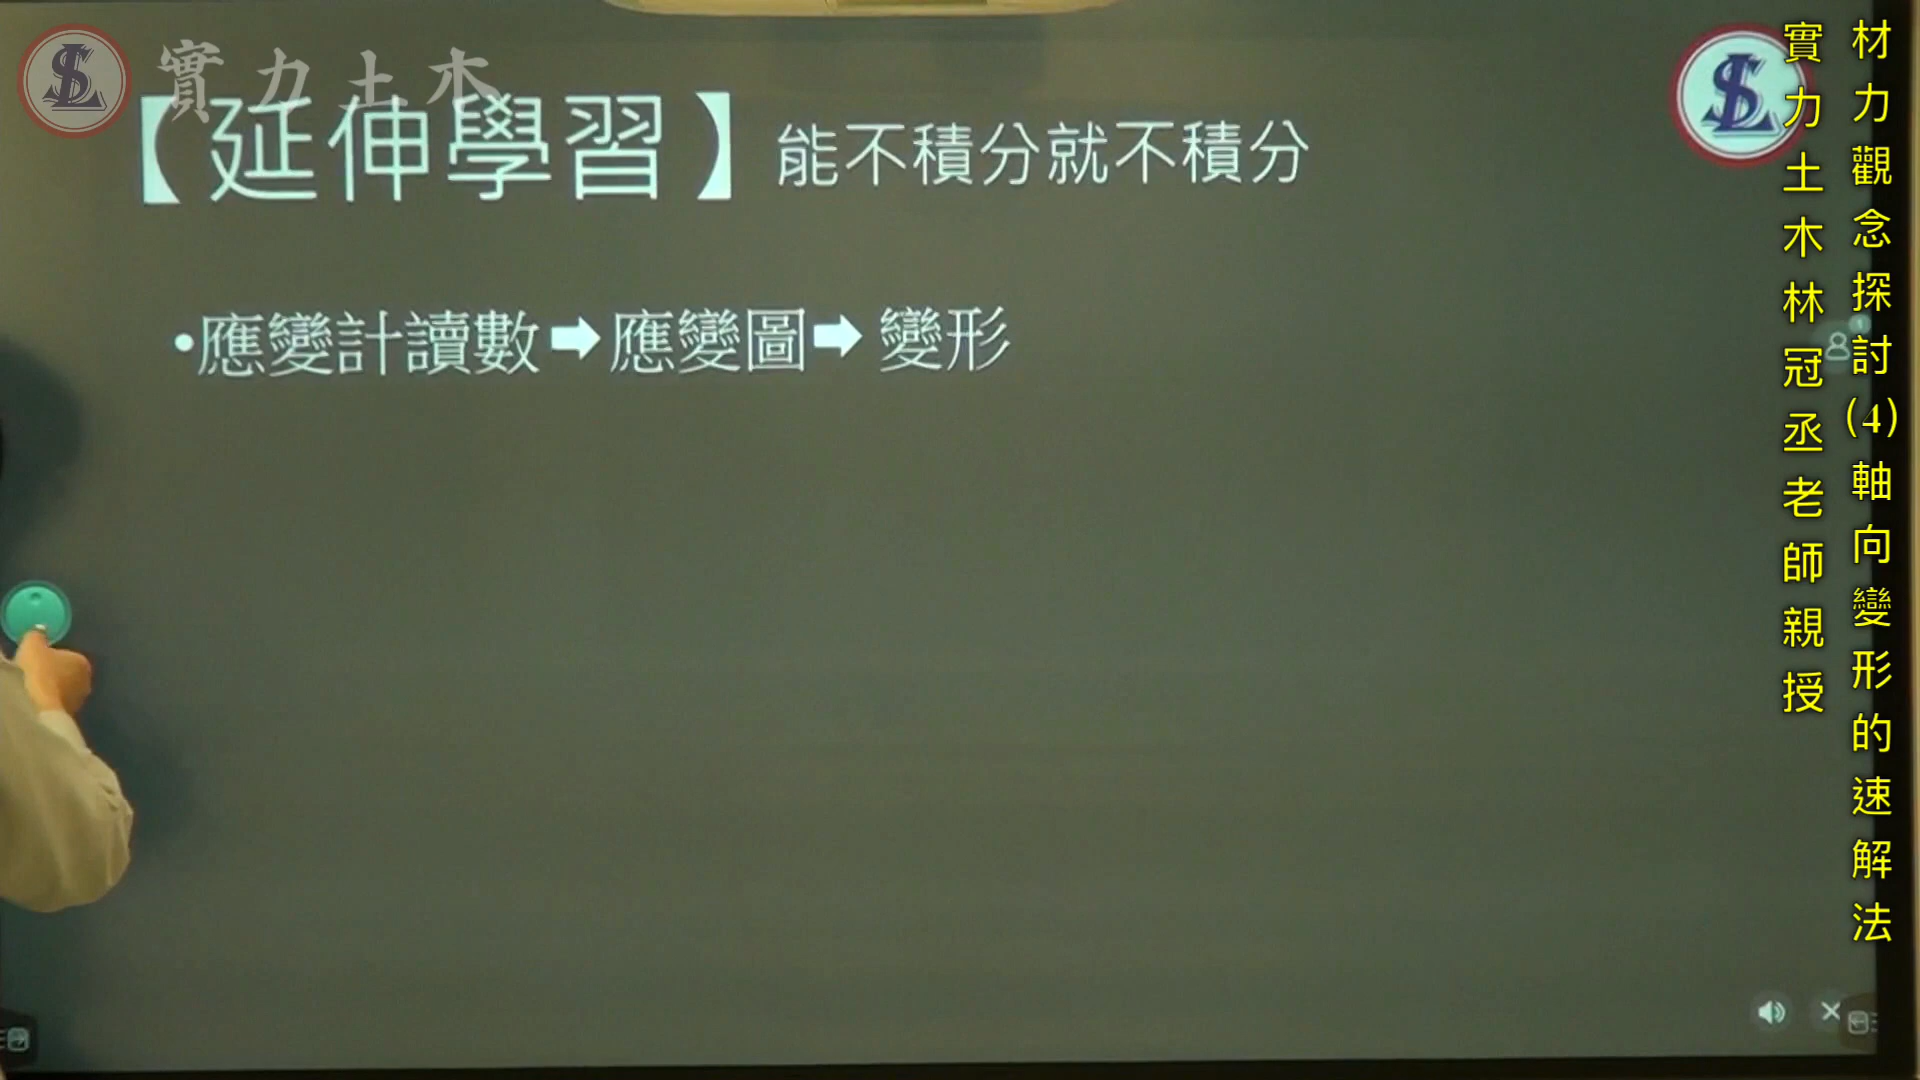 實力土木
【延伸學習】能不積分就不積分
•應變計讀數➡應變圖➡變形
材力觀念探討(4)軸向變形的速解法
實力土木林冠丞老師親授